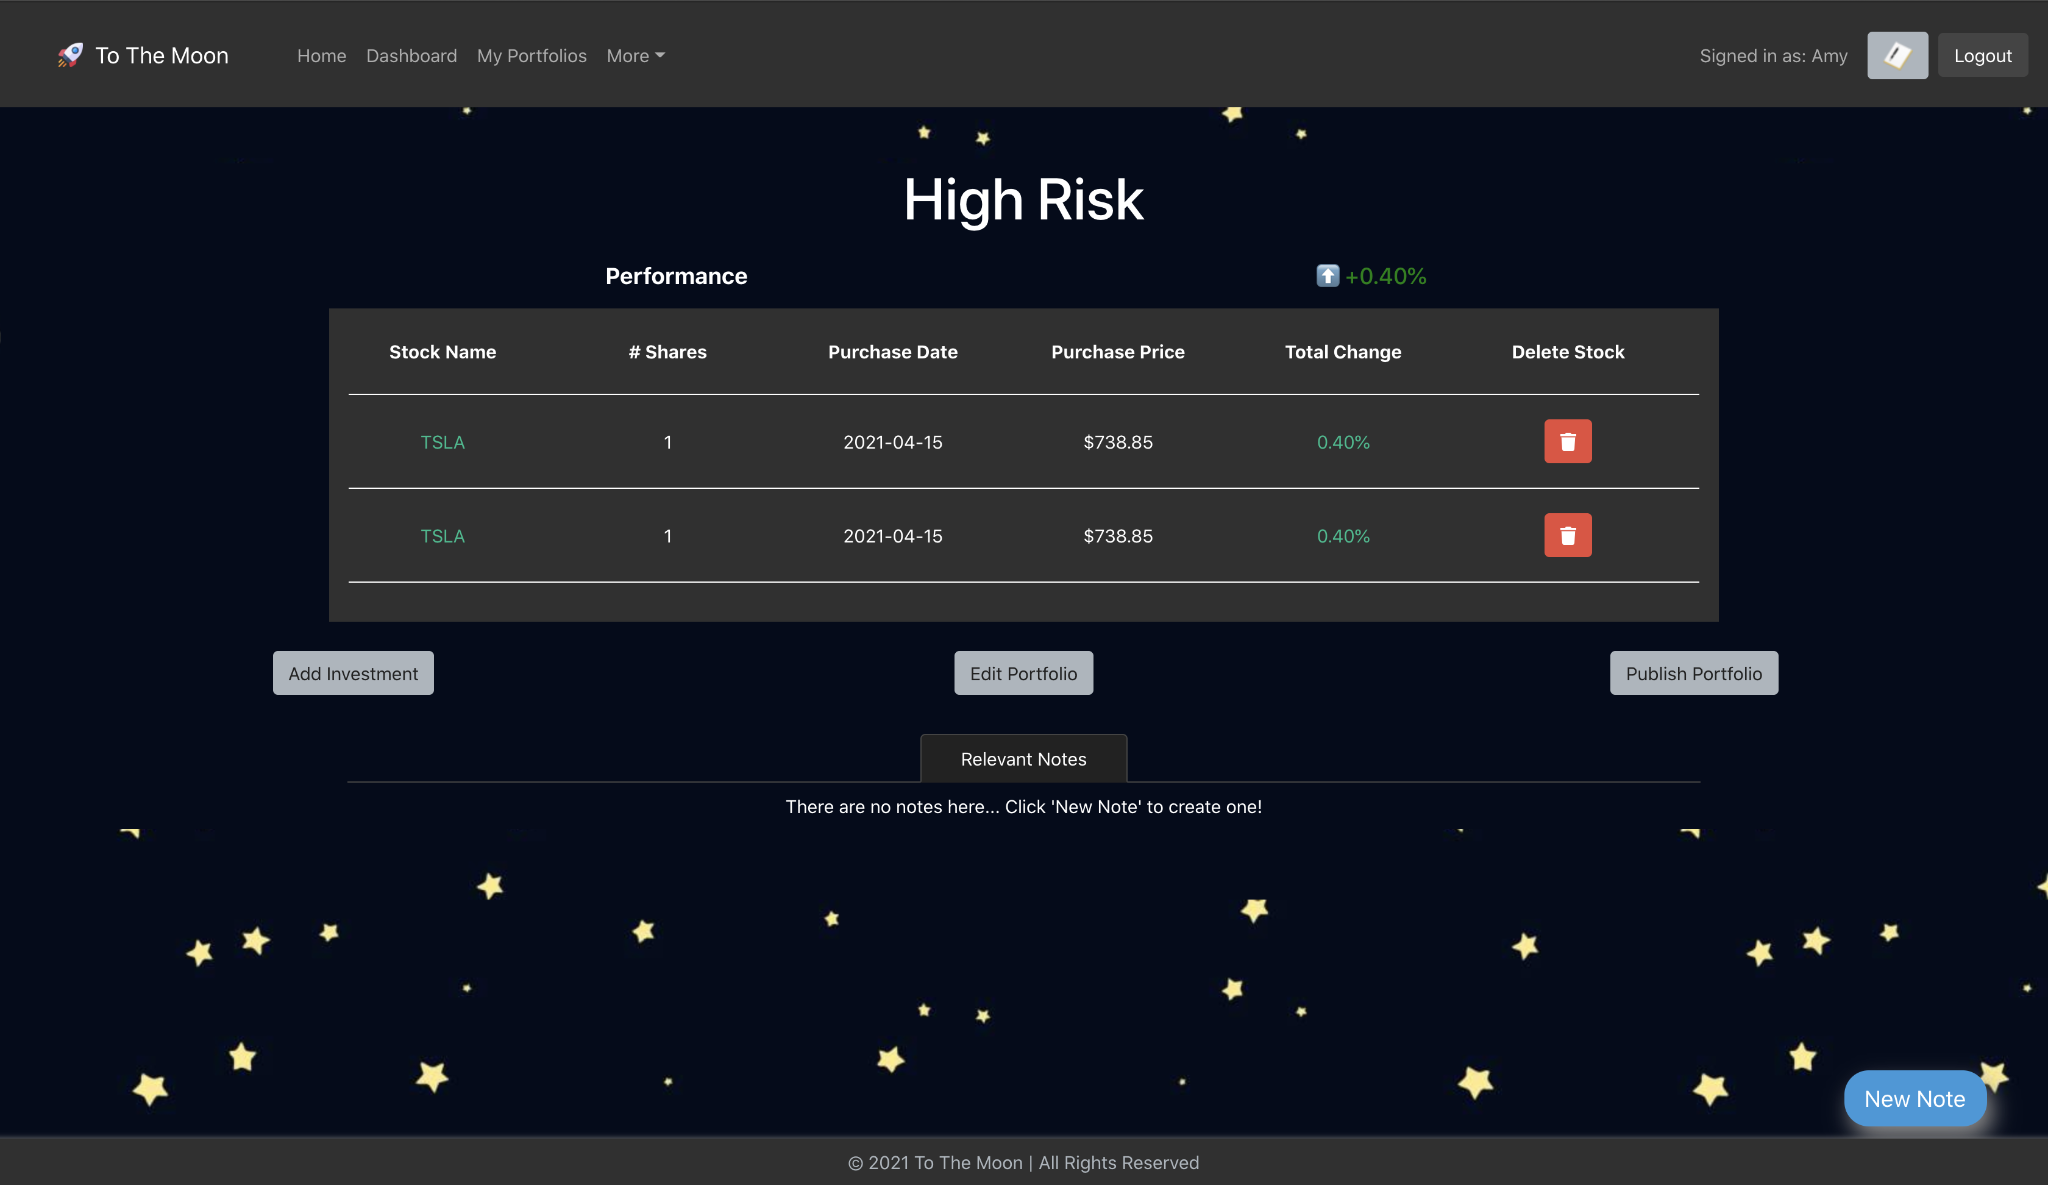 To The Moon Home Dashboard My Portfolios More Signed in as: Amy Logout
High Risk
Performance +0.40%
Stock Name # Shares Purchase Date Purchase Price Total Change Delete Stock
TSLA 1 2021-04-15 $738.85 0.40%
TSLA 1 2021-04-15 $738.85 0.40%
Add Investment Edit Portfolio Publish Portfolio
Relevant Notes
There are no notes here... Click 'New Note' to create one!
New Note
© 2021 To The Moon | All Rights Reserved